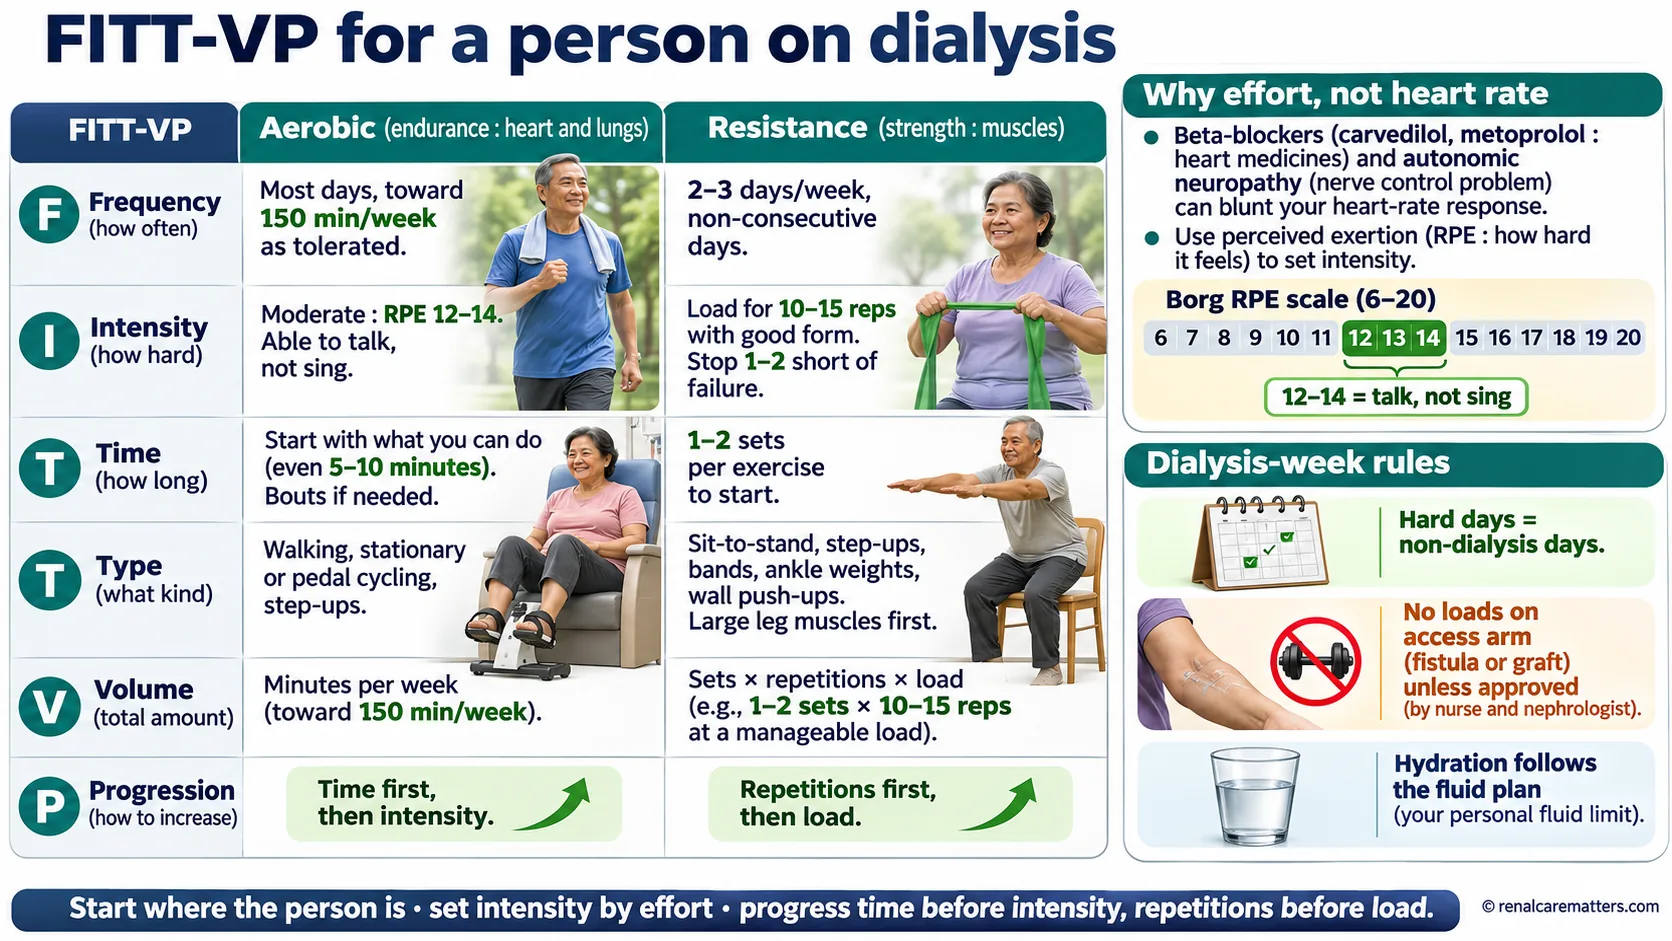 FITT-VP for a person on dialysis
FITT-VP
Aerobic (endurance : heart and lungs)
Resistance (strength : muscles)
F
Frequency
(how often)
Most days, toward
150 min/week
as tolerated.
2–3 days/week,
non-consecutive
days.
I
Intensity
(how hard)
Moderate : RPE 12–14.
Able to talk,
not sing.
Load for 10–15 reps
with good form.
Stop 1–2 short of
failure.
T
Time
(how long)
Start with what you can do
(even 5–10 minutes).
Bouts if needed.
1–2 sets
per exercise
to start.
T
Type
(what kind)
Walking, stationary
or pedal cycling,
step-ups.
Sit-to-stand, step-ups,
bands, ankle weights,
wall push-ups.
Large leg muscles first.
V
Volume
(total amount)
Minutes per week
(toward 150 min/week).
Sets × repetitions × load
(e.g., 1–2 sets × 10–15 reps
at a manageable load).
P
Progression
(how to increase)
Time first,
then intensity.
Repetitions first,
then load.
Why effort, not heart rate
Beta-blockers (carvedilol, metoprolol :
heart medicines) and autonomic
neuropathy (nerve control problem)
can blunt your heart-rate response.
Use perceived exertion (RPE : how hard
it feels) to set intensity.
Borg RPE scale (6–20)
6 7 8 9 10 11 12 13 14 15 16 17 18 19 20
12–14 = talk, not sing
Dialysis-week rules
Hard days =
non-dialysis days.
No loads on
access arm
(fistula or graft)
unless approved
(by nurse and nephrologist).
Hydration follows
the fluid plan
(your personal fluid limit).
Start where the person is · set intensity by effort · progress time before intensity, repetitions before load.
© renalcarematters.com